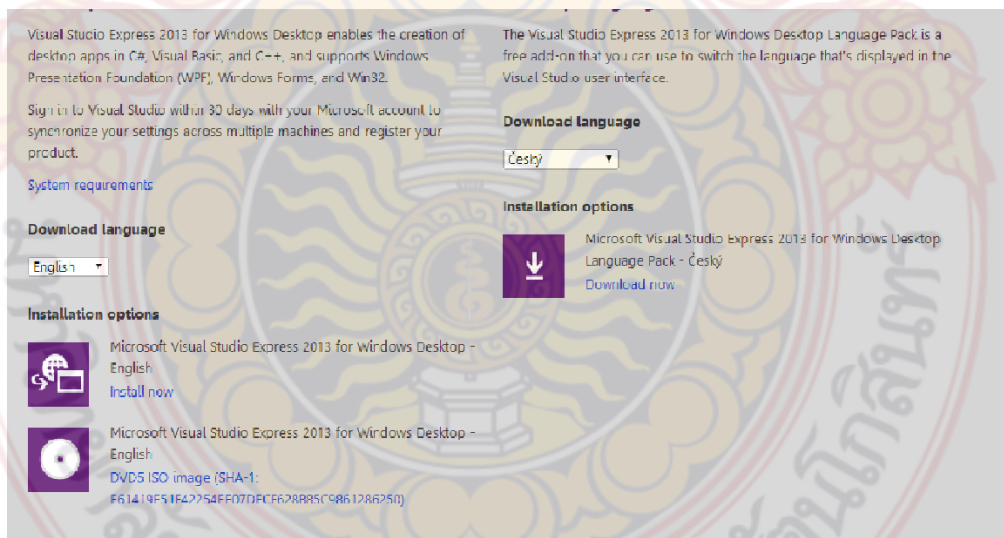 Visual Studio Express 2013 for Windows Desktop enables the creation of
desktop apps in C#, Visual Basic, and C++, and supports Windows
Presentation Foundation (WPF), Windows Forms, and Win32.
Sign in to Visual Studio within 30 days with your Microsoft account to
synchronize your settings across multiple machines and register your
product.
System requirements
Download language
English
Installation options
Microsoft Visual Studio Express 2013 for Windows Desktop -
English
Install now
Microsoft Visual Studio Express 2013 for Windows Desktop -
English
DVD5 ISO image (SHA-1:
The Visual Studio Express 2013 for Windows Desktop Language Pack is a
free add-on that you can use to switch the language that's displayed in the
Visual Studio user interface.
Download language
Český
Installation options
Microsoft Visual Studio Express 2013 for Windows Desktop
Language Pack - Český
Download now